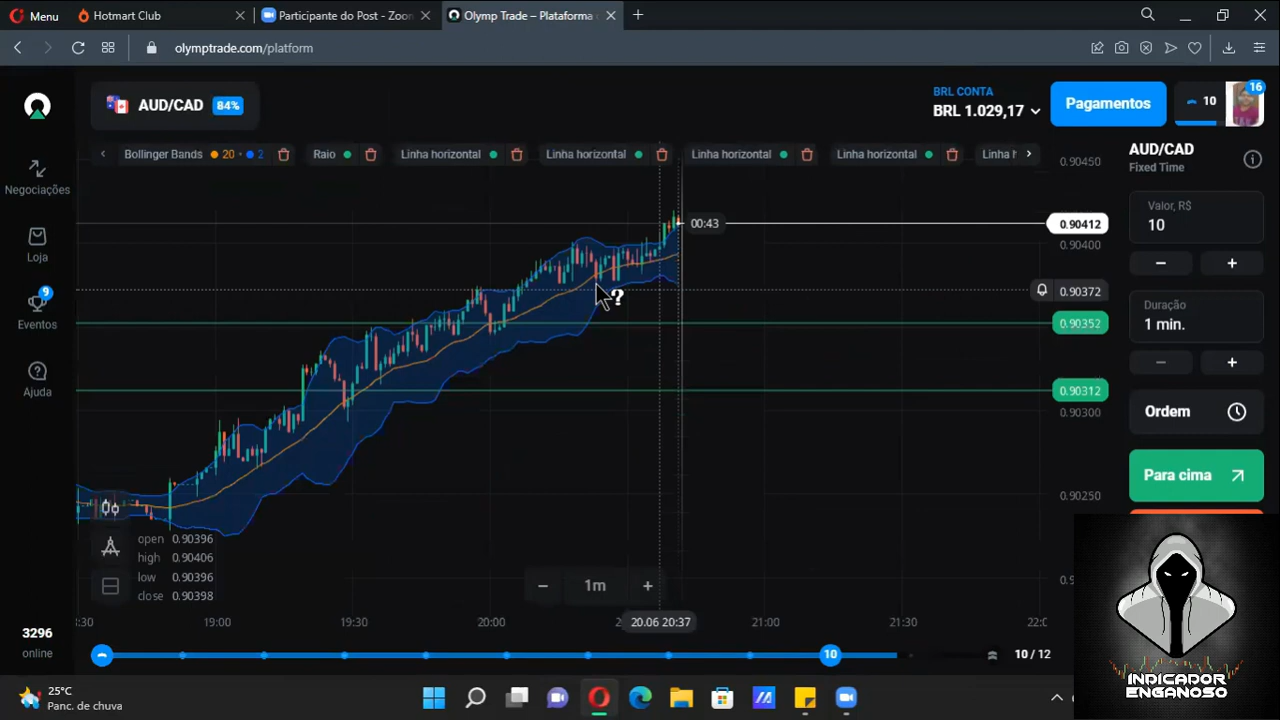 Menu
Hotmart Club
Participante do Post - Zoon
Olymp Trade – Plataforma
olymptrade.com/platform
AUD/CAD 84%
BRL CONTA
BRL 1.029,17
Pagamentos
10
16
Bollinger Bands 20 2
Raio
Linha horizontal
Linha horizontal
Linha horizontal
Linha horizontal
Linha
0.90450
AUD/CAD
Fixed Time
Negociações
Valor, R$
10
00:43
0.90412
0.90400
Loja
9
Eventos
0.90372
Duração
1 min.
0.90352
Ajuda
0.90312
0.90300
Ordem
Para cima
0.90250
open 0.90396
high 0.90406
low 0.90396
close 0.90398
1m
:30
19:00
19:30
20:00
20.06 20:37
21:00
21:30
22:0
3296
online
10
10 / 12
25°C
Panc. de chuva
INDICADOR
ENGANOSO